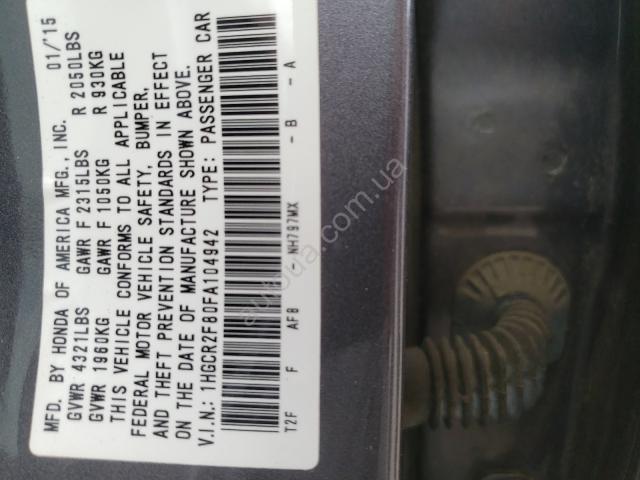 MFD. BY HONDA OF AMERICA MFG., INC. 01/'15
GVWR 4321LBS GAWR F 2315LBS R 2050LBS
GVWR 1960KG GAWR F 1050KG R 930KG
THIS VEHICLE CONFORMS TO ALL APPLICABLE
FEDERAL MOTOR VEHICLE SAFETY, BUMPER,
AND THEFT PREVENTION STANDARDS IN EFFECT
ON THE DATE OF MANUFACTURE SHOWN ABOVE.
V.I.N.: 1HGCR2F80FA104942 TYPE: PASSENGER CAR
T2F F AF8 NH797MX -B -A
autoua.com.ua